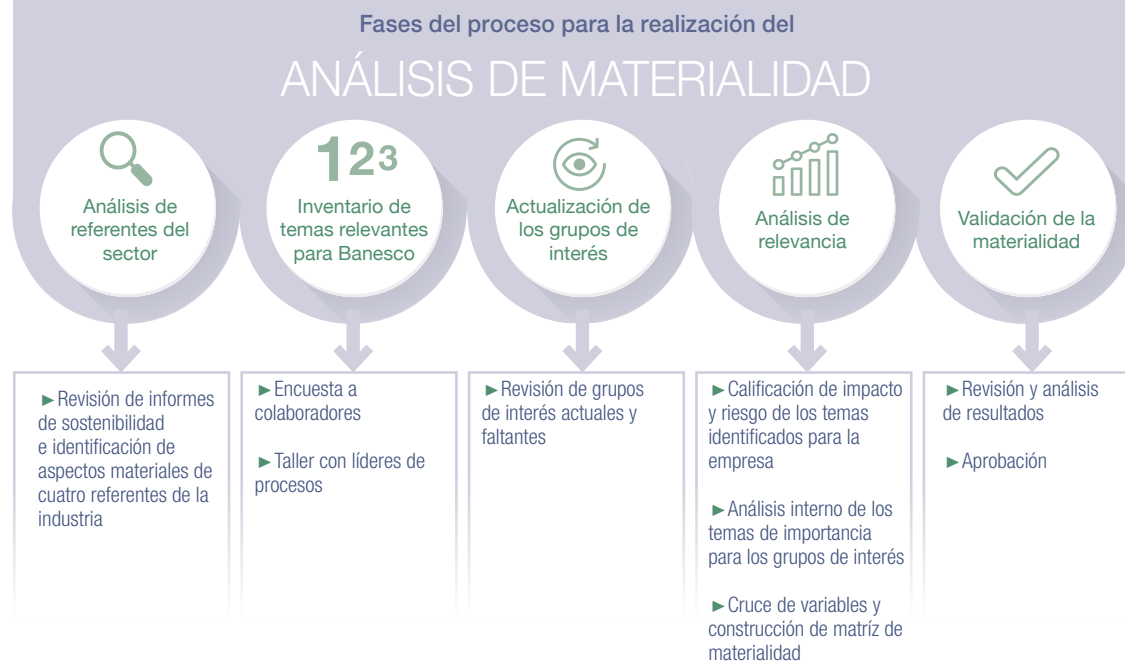 Fases del proceso para la realización del
ANÁLISIS DE MATERIALIDAD
Análisis de
referentes del
sector
123
Inventario de
temas relevantes
para Banesco
Actualización de
los grupos de
interés
Análisis de
relevancia
Validación de la
materialidad
►Revisión de informes
de sostenibilidad
e identificación de
aspectos materiales de
cuatro referentes de la
industria
►Encuesta a
colaboradores
►Taller con líderes de
procesos
►Revisión de grupos
de interés actuales y
faltantes
►Calificación de impacto
y riesgo de los temas
identificados para la
empresa
►Análisis interno de los
temas de importancia
para los grupos de interés
►Cruce de variables y
construcción de matríz de
materialidad
►Revisión y análisis
de resultados
►Aprobación